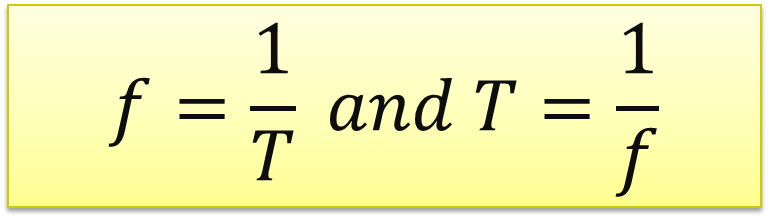 f = 1/T and T = 1/f